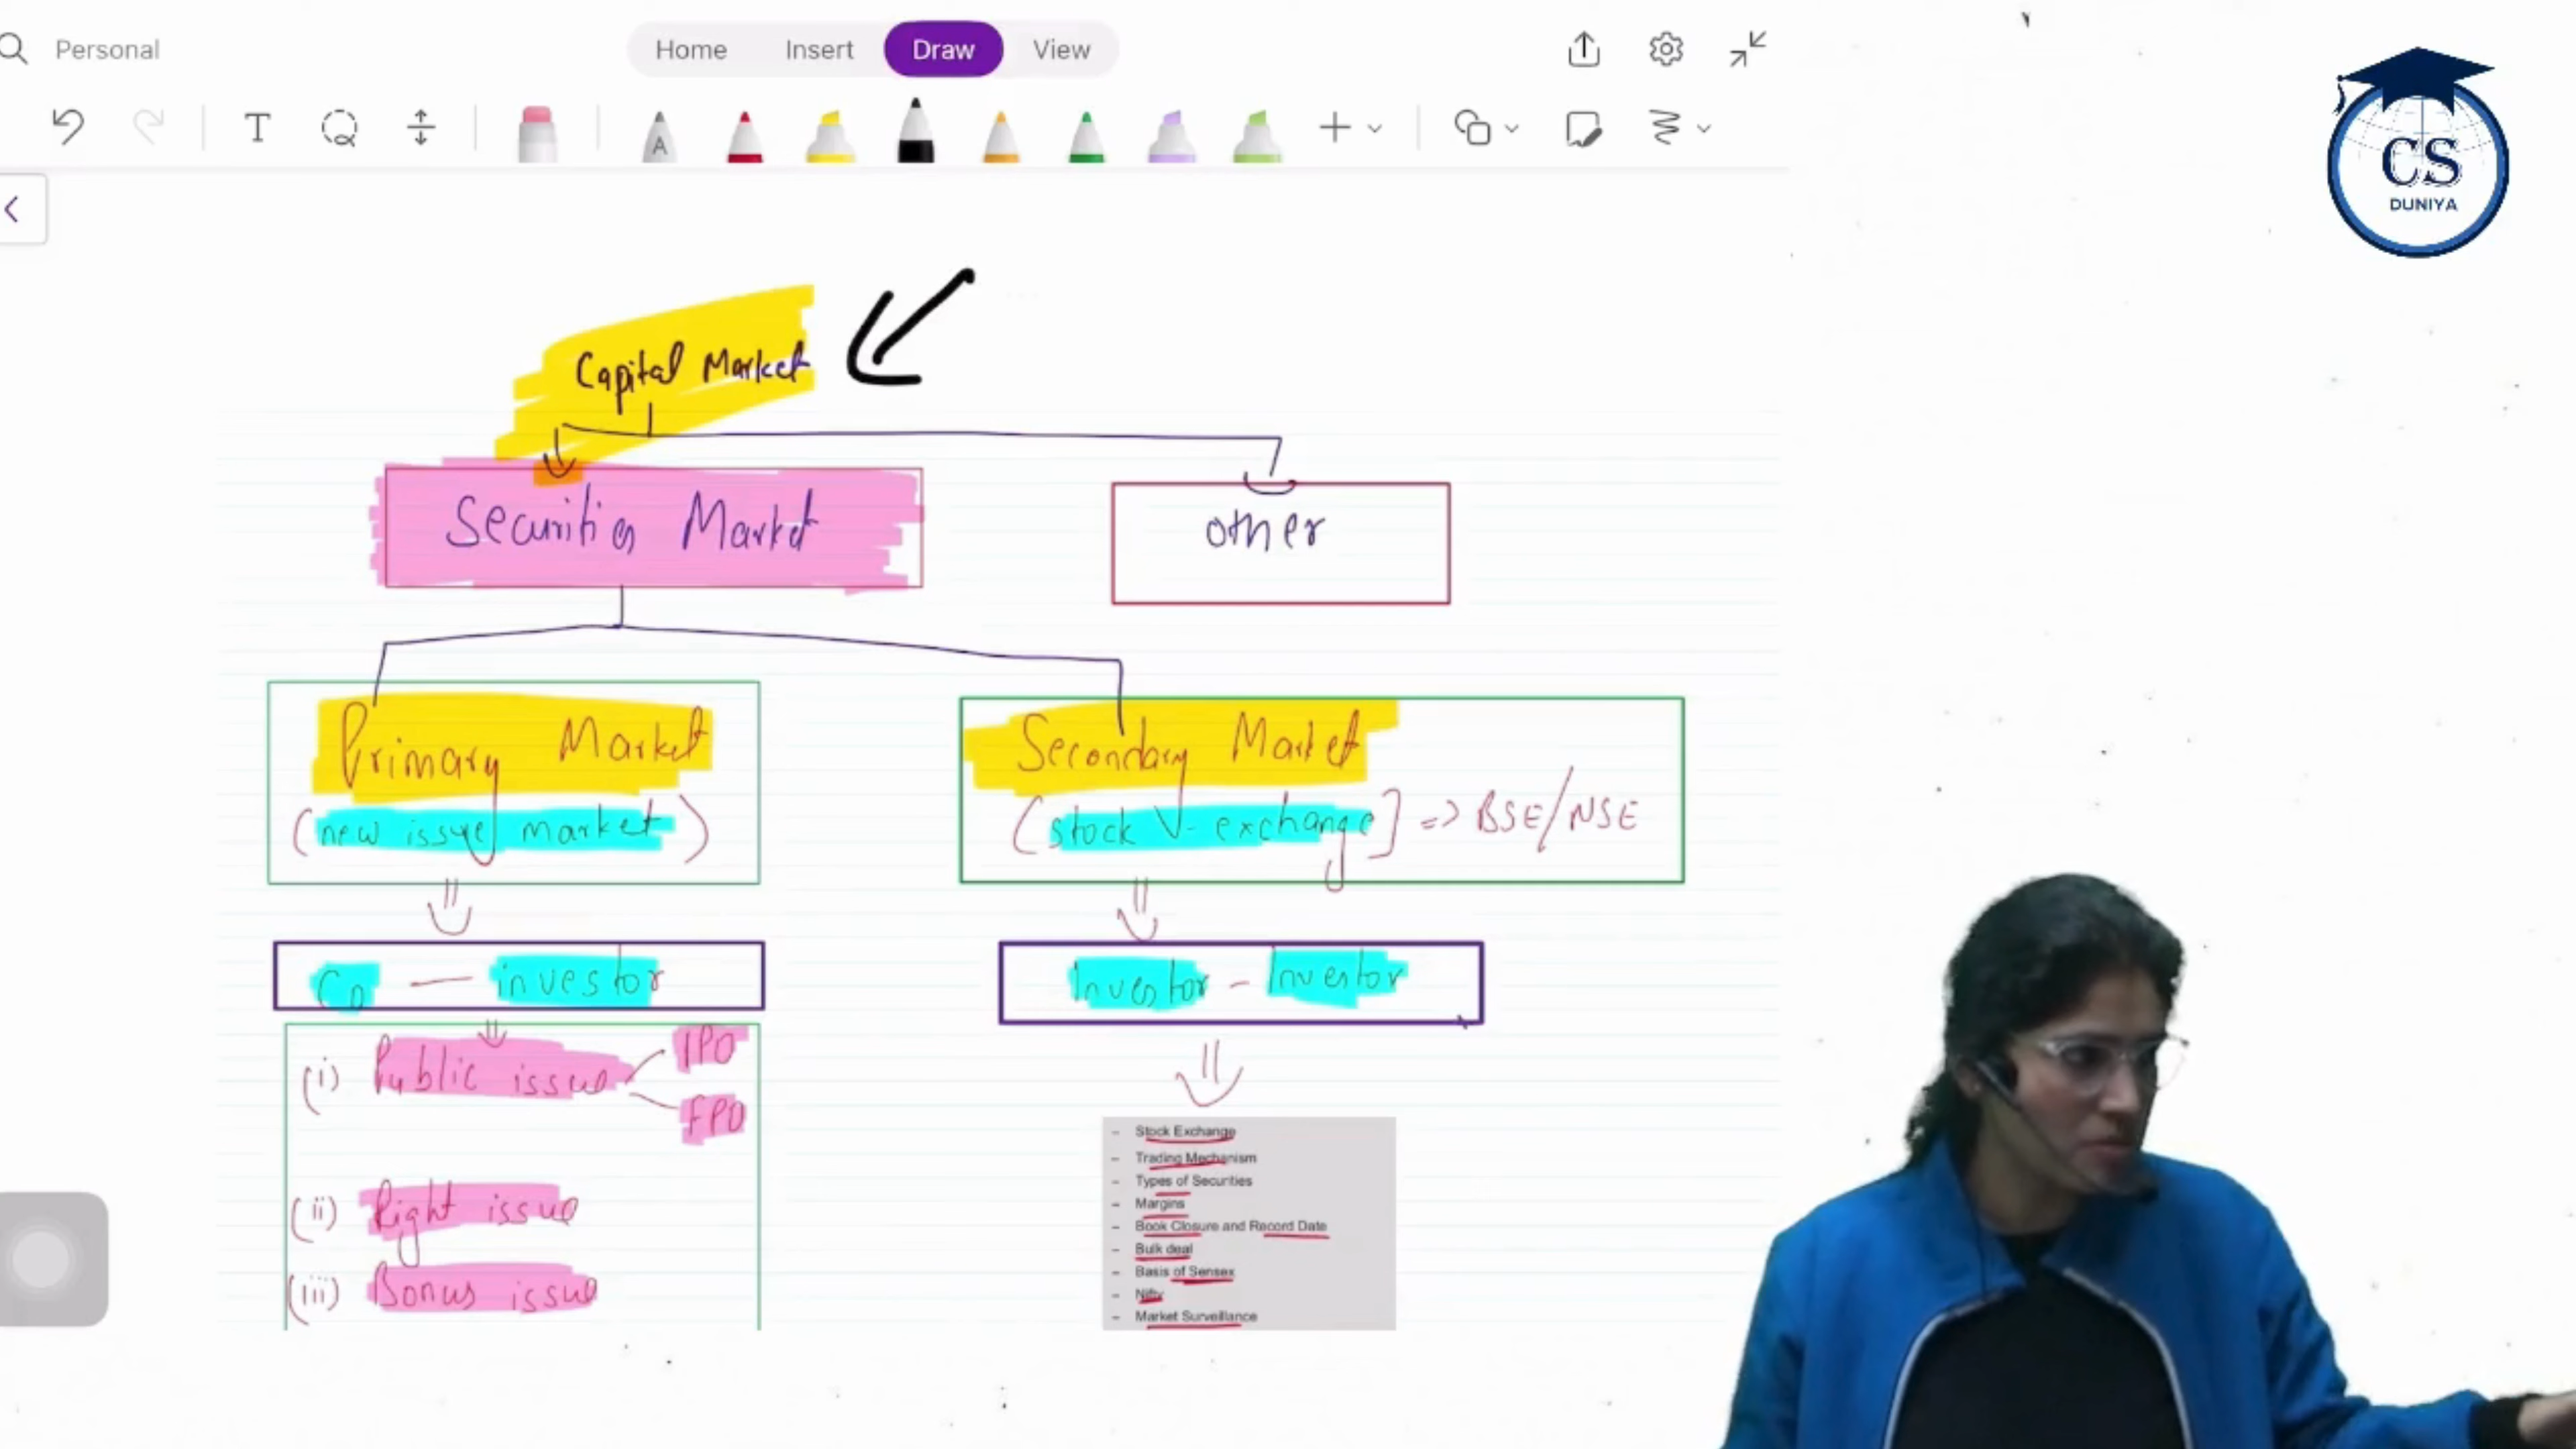 Personal
Home Insert Draw View
T
A
CS
DUNIYA
Capital Market
Securities Market
other
Primary Market
(new issue market)
Secondary Market
(stock - exchange] => BSE/NSE
Co — investor
Investor - Investor
(i) Public issue
IPO
FPO
(ii) Right issue
(iii) Bonus issue
- Stock Exchange
- Trading Mechanism
- Types of Securities
- Margins
- Book Closure and Record Date
- Bulk deal
- Basis of Sensex
- Nifty
- Market Surveillance